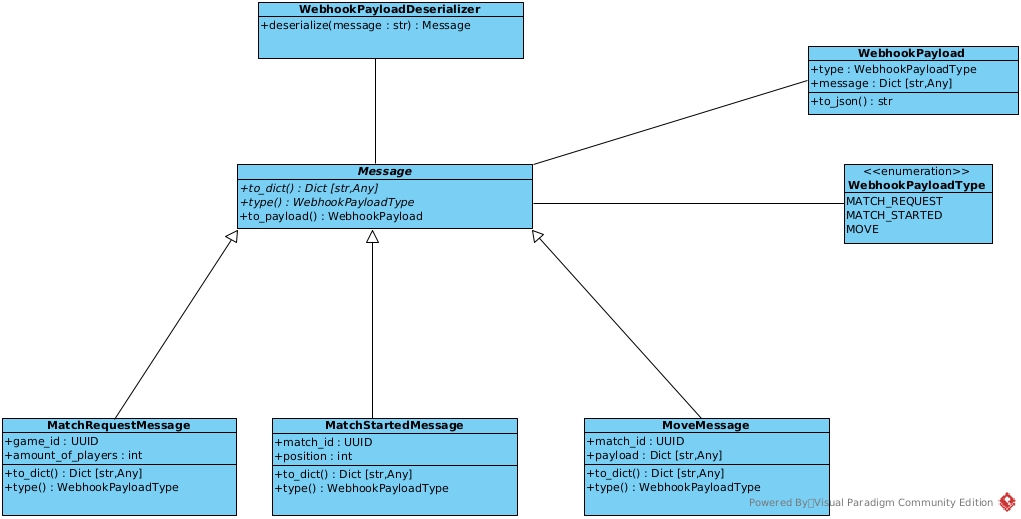 WebhookPayloadDeserializer
+deserialize(message : str) : Message
WebhookPayload
+type : WebhookPayloadType
+message : Dict [str,Any]
+to_json() : str
Message
+to_dict() : Dict [str,Any]
+type() : WebhookPayloadType
+to_payload() : WebhookPayload
<<enumeration>>
WebhookPayloadType
MATCH_REQUEST
MATCH_STARTED
MOVE
MatchRequestMessage
+game_id : UUID
+amount_of_players : int
+to_dict() : Dict [str,Any]
+type() : WebhookPayloadType
MatchStartedMessage
+match_id : UUID
+position : int
+to_dict() : Dict [str,Any]
+type() : WebhookPayloadType
MoveMessage
+match_id : UUID
+payload : Dict [str,Any]
+to_dict() : Dict [str,Any]
+type() : WebhookPayloadType
Powered By Visual Paradigm Community Edition